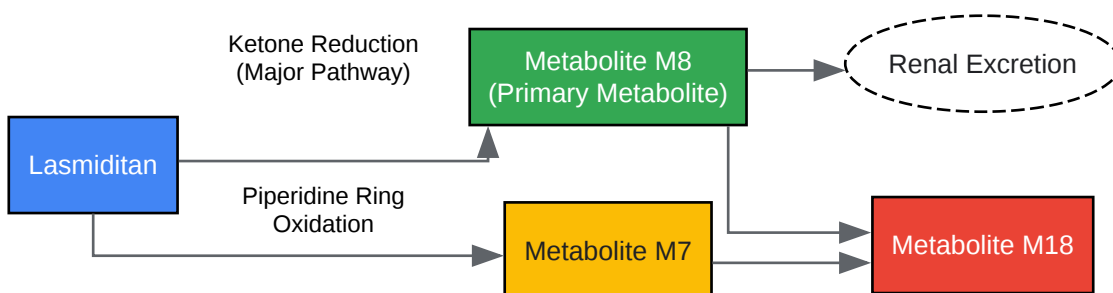 Ketone Reduction
(Major Pathway)
Metabolite M8
(Primary Metabolite)
Renal Excretion
Lasmiditan
Piperidine Ring
Oxidation
Metabolite M7
Metabolite M18